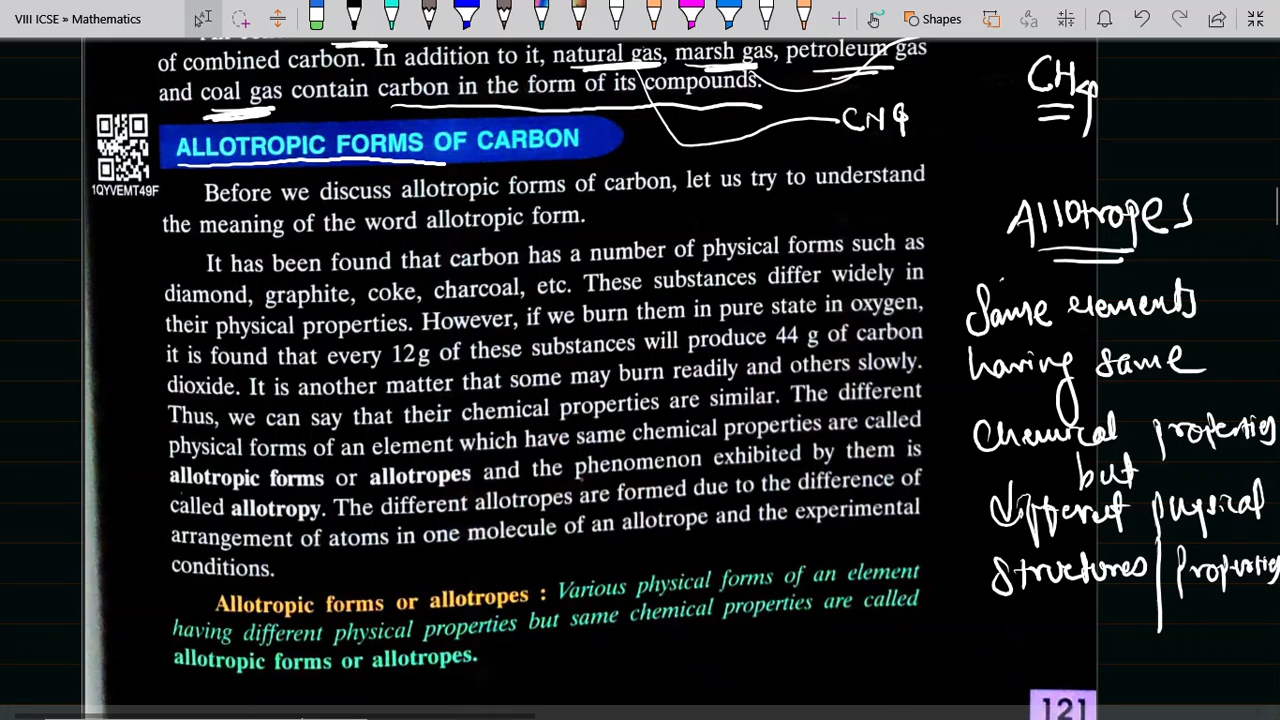 VIII ICSE » Mathematics
Shapes
of combined carbon. In addition to it, natural gas, marsh gas, petroleum gas
and coal gas contain carbon in the form of its compounds.
CH4
CNG
ALLOTROPIC FORMS OF CARBON
1QYVEMT49F
Before we discuss allotropic forms of carbon, let us try to understand
the meaning of the word allotropic form.
It has been found that carbon has a number of physical forms such as
diamond, graphite, coke, charcoal, etc. These substances differ widely in
their physical properties. However, if we burn them in pure state in oxygen,
it is found that every 12g of these substances will produce 44 g of carbon
dioxide. It is another matter that some may burn readily and others slowly.
Thus, we can say that their chemical properties are similar. The different
physical forms of an element which have same chemical properties are called
allotropic forms or allotropes and the phenomenon exhibited by them is
called allotropy. The different allotropes are formed due to the difference of
arrangement of atoms in one molecule of an allotrope and the experimental
conditions.
Allotropic forms or allotropes : Various physical forms of an element
having different physical properties but same chemical properties are called
allotropic forms or allotropes.
Allotropes
Same elements
having same
Chemical properties
but
different physical
structures | properties
121